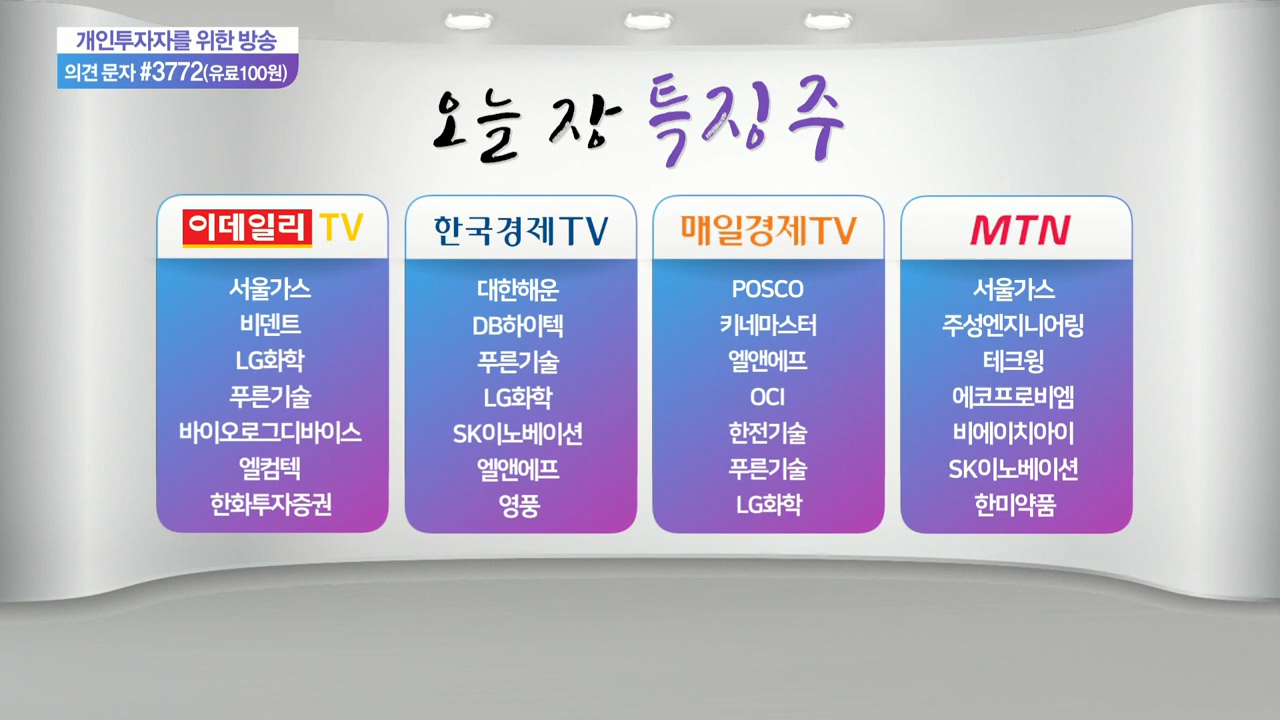 개인투자자를 위한 방송
의견 문자 #3772(유료100원)
오늘 장 특징주
이데일리 TV
서울가스
비덴트
LG화학
푸른기술
바이오로그디바이스
엘컴텍
한화투자증권
한국경제TV
대한해운
DB하이텍
푸른기술
LG화학
SK이노베이션
엘앤에프
영풍
매일경제TV
POSCO
키네마스터
엘앤에프
OCI
한전기술
푸른기술
LG화학
MTN
서울가스
주성엔지니어링
테크윙
에코프로비엠
비에이치아이
SK이노베이션
한미약품